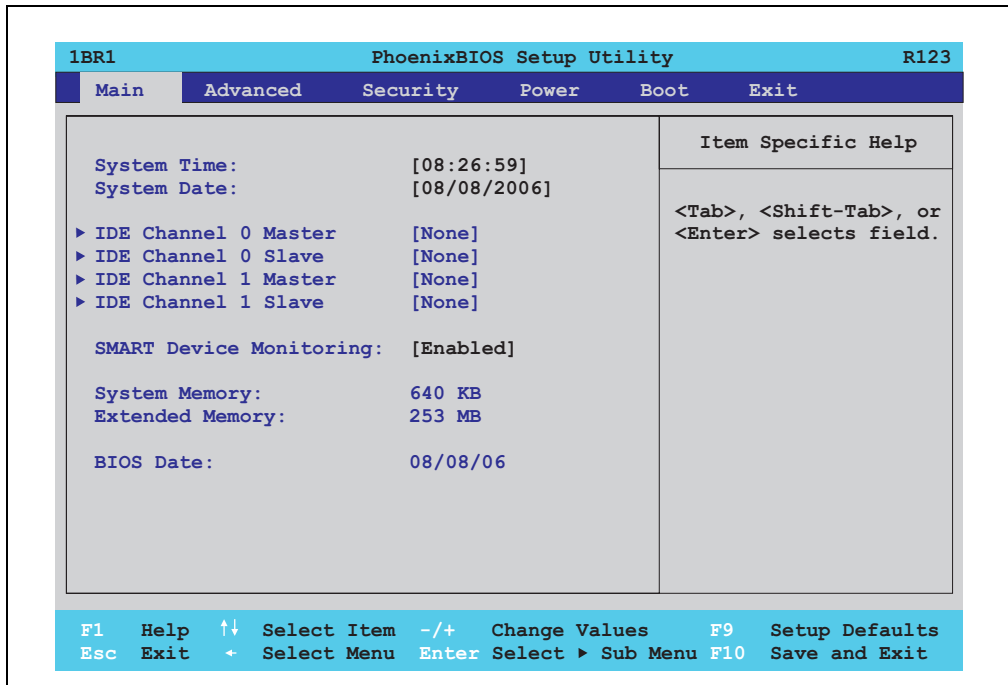 1BR1 PhoenixBIOS Setup Utility R123
Main Advanced Security Power Boot Exit
Item Specific Help
System Time: [08:26:59]
System Date: [08/08/2006]
<Tab>, <Shift-Tab>, or
<Enter> selects field.
▶ IDE Channel 0 Master [None]
▶ IDE Channel 0 Slave [None]
▶ IDE Channel 1 Master [None]
▶ IDE Channel 1 Slave [None]
SMART Device Monitoring: [Enabled]
System Memory: 640 KB
Extended Memory: 253 MB
BIOS Date: 08/08/06
F1 Help ↑↓ Select Item -/+ Change Values F9 Setup Defaults
Esc Exit ← Select Menu Enter Select ▶ Sub Menu F10 Save and Exit